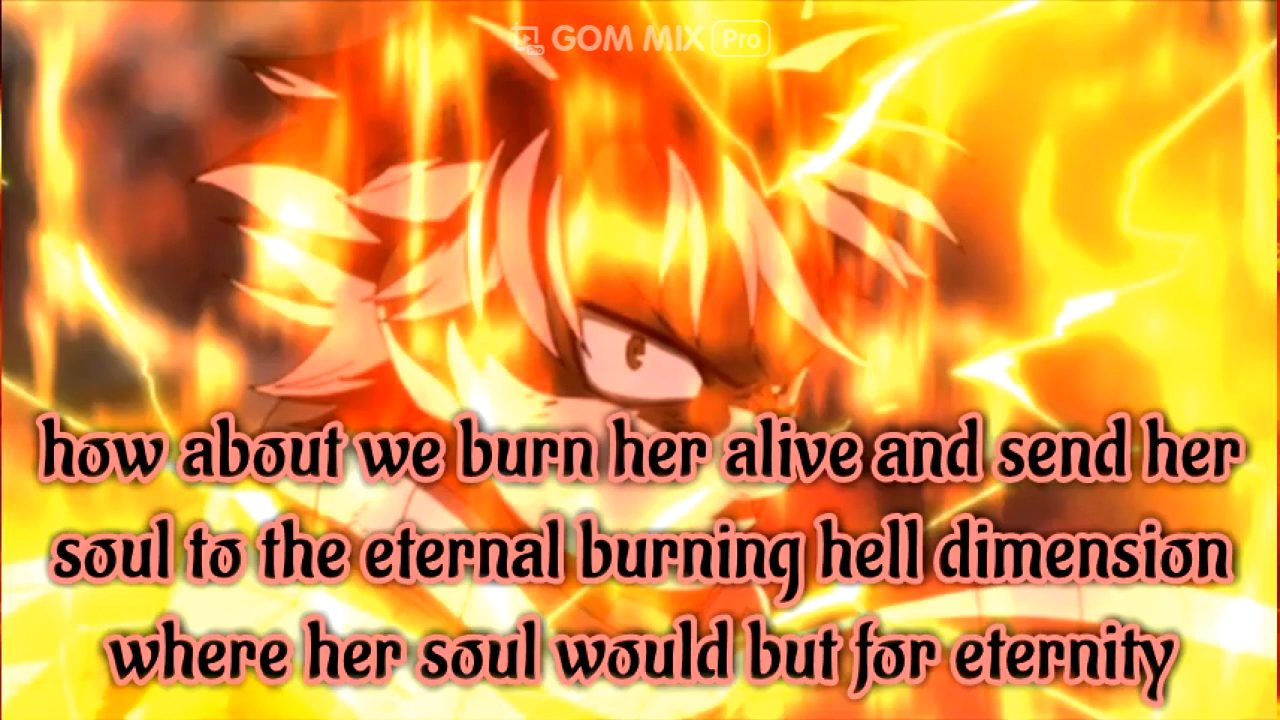 GOM MIX Pro
how about we burn her alive and send her
soul to the eternal burning hell dimension
where her soul would but for eternity